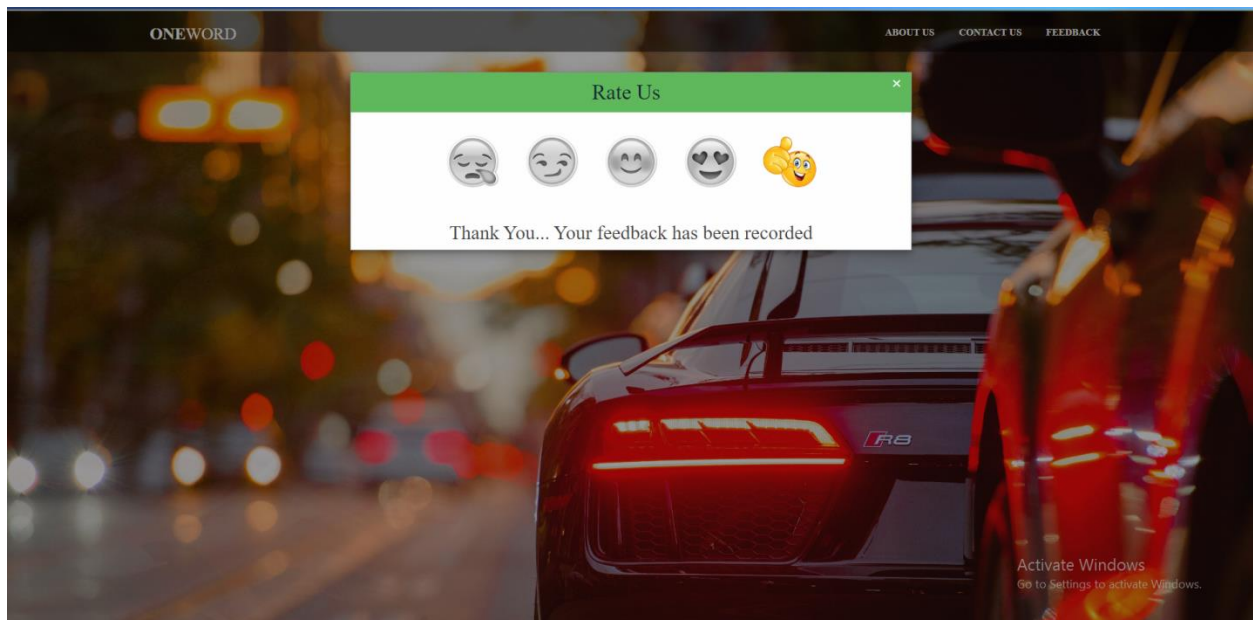 ONEWORD
ABOUT US CONTACT US FEEDBACK
Rate Us ×
Thank You... Your feedback has been recorded
R8
Activate Windows
Go to Settings to activate Windows.